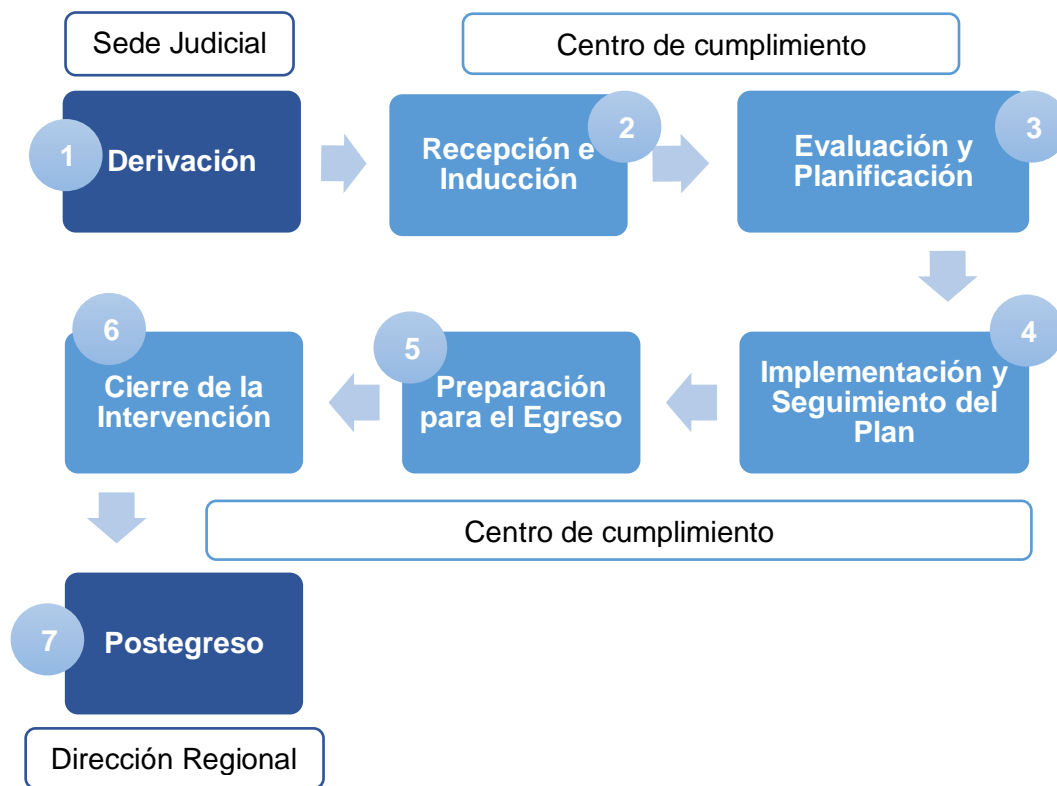 Sede Judicial
Centro de cumplimiento
1
Derivación
2
Recepción e
Inducción
3
Evaluación y
Planificación
6
Cierre de la
Intervención
5
Preparación
para el Egreso
4
Implementación y
Seguimiento del
Plan
Centro de cumplimiento
7
Postegreso
Dirección Regional